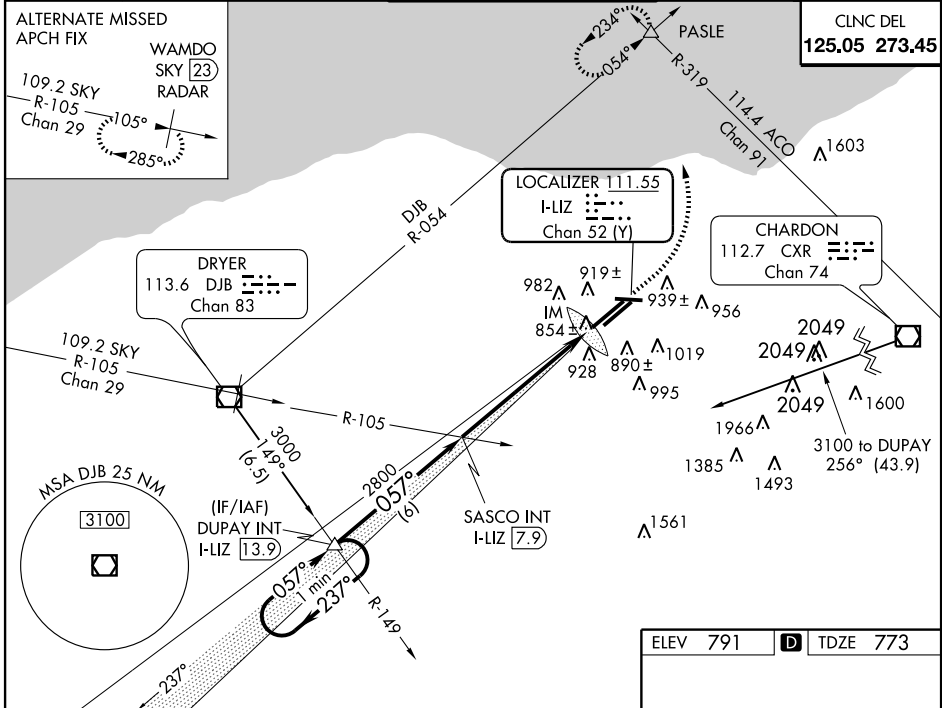 ALTERNATE MISSED
APCH FIX
WAMDO
SKY 23
RADAR
109.2 SKY
R-105
Chan 29
105°
285°
234°
054°
PASLE
R-319
114.4 ACO
Chan 91
CLNC DEL
125.05 273.45
1603
DJB
R-054
LOCALIZER 111.55
I-LIZ
Chan 52 (Y)
CHARDON
112.7 CXR
Chan 74
DRYER
113.6 DJB
Chan 83
982
919±
IM
854±
939±
956
928
890±
1019
995
2049
2049
2049
1600
1966
1385
1493
1561
3100 to DUPAY
256° (43.9)
109.2 SKY
R-105
Chan 29
R-105
3000
149°
(6.5)
2800
057°
(6)
MSA DJB 25 NM
3100
(IF/IAF)
DUPAY INT
I-LIZ 13.9
SASCO INT
I-LIZ 7.9
057°
1 min
237°
R-149
237°
ELEV 791 D TDZE 773